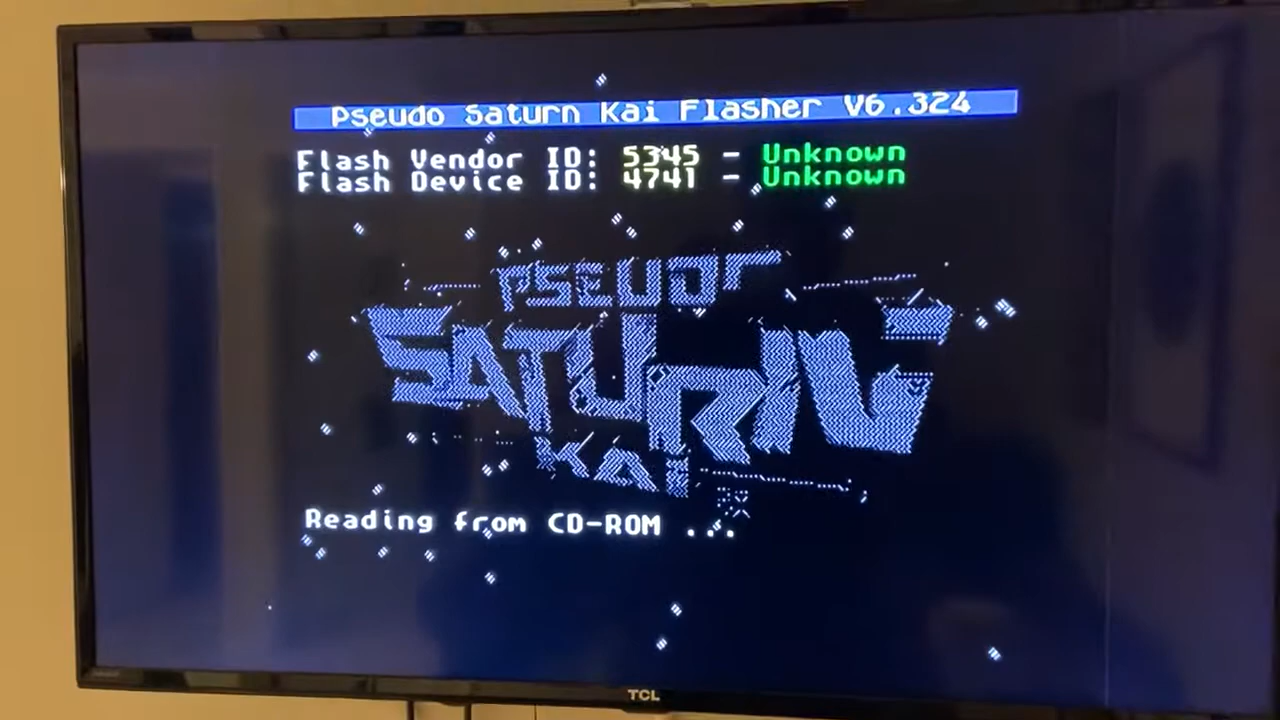 Pseudo Saturn Kai Flasher V6.324
Flash Vendor ID: 5345 - Unknown
Flash Device ID: 4741 - Unknown
PSEUDO
SATURN
KAI
Reading from CD-ROM ...
TCL